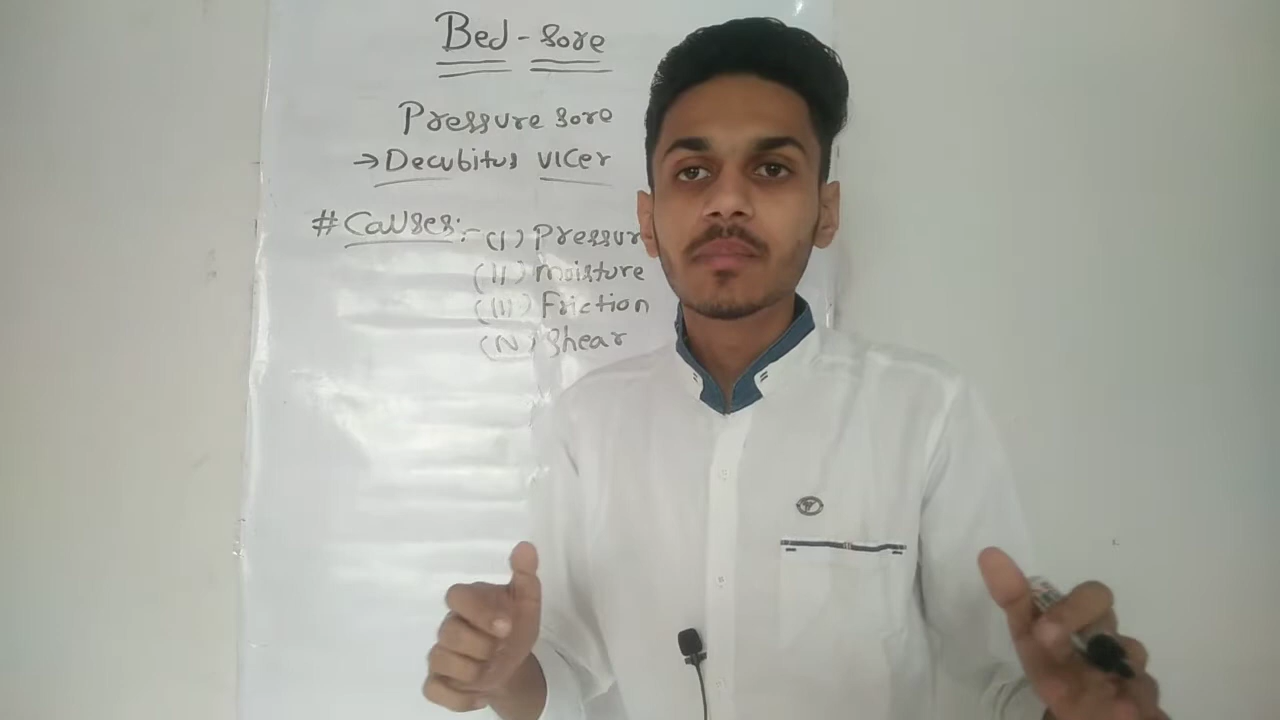 Bed - Sore
Pressure sore
→ Decubitus Ulcer
# Causes:- (I) Pressur
(II) moisture
(III) Friction
(IV) Shear